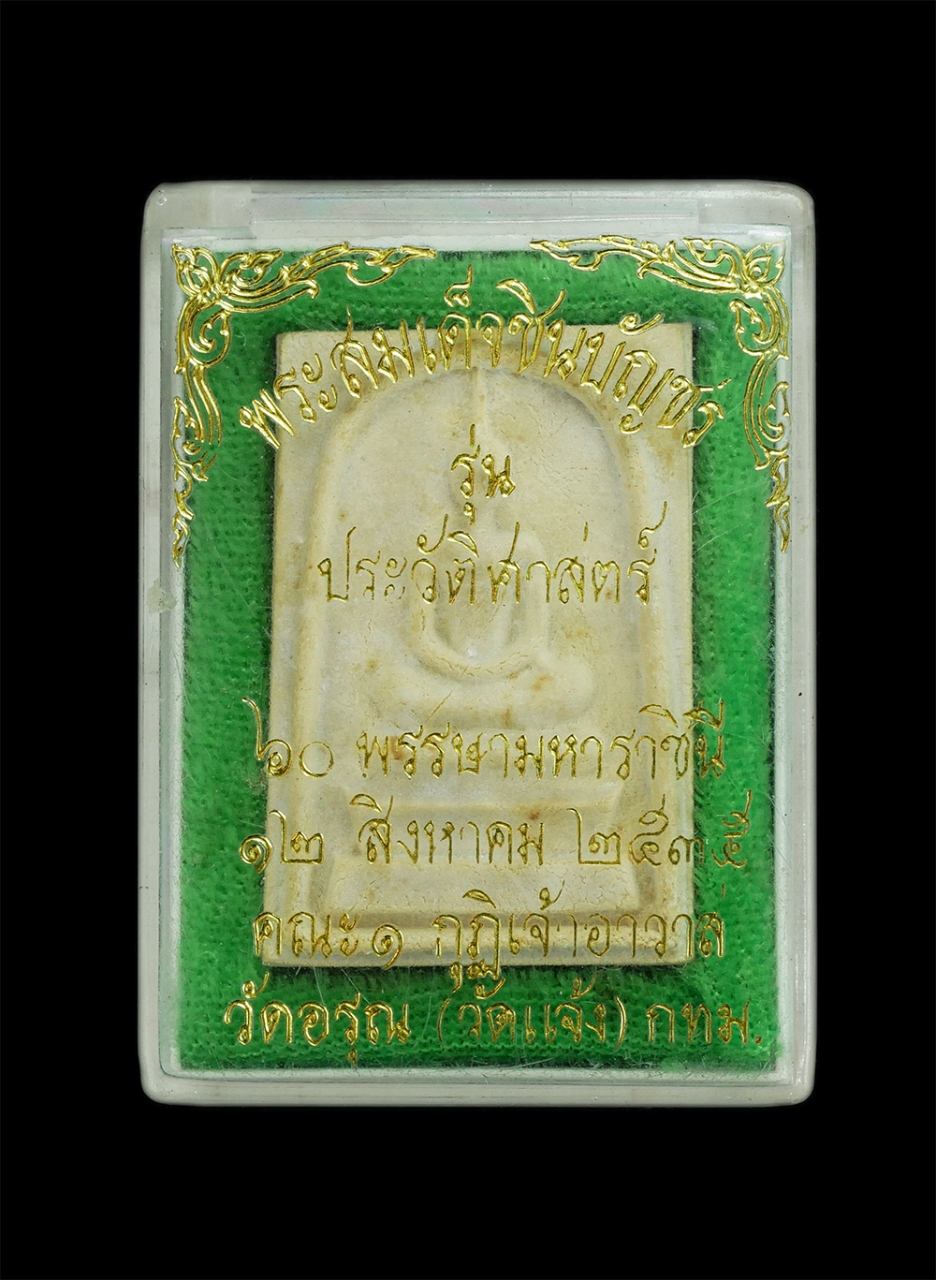 พระสมเด็จชินบัญชร
รุ่น
ประวัติศาสตร์
๖๐ พรรษามหาราชินี
๑๒ สิงหาคม ๒๕๓๕
คณะ๑ กุฏิเจ้าอาวาส
วัดอรุณ (วัดแจ้ง) กทม.